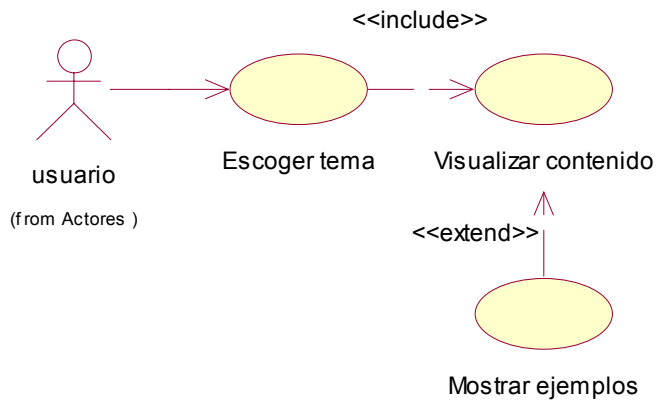 <<include>>
Escoger tema
Visualizar contenido
usuario
(from Actores )
<<extend>>
Mostrar ejemplos